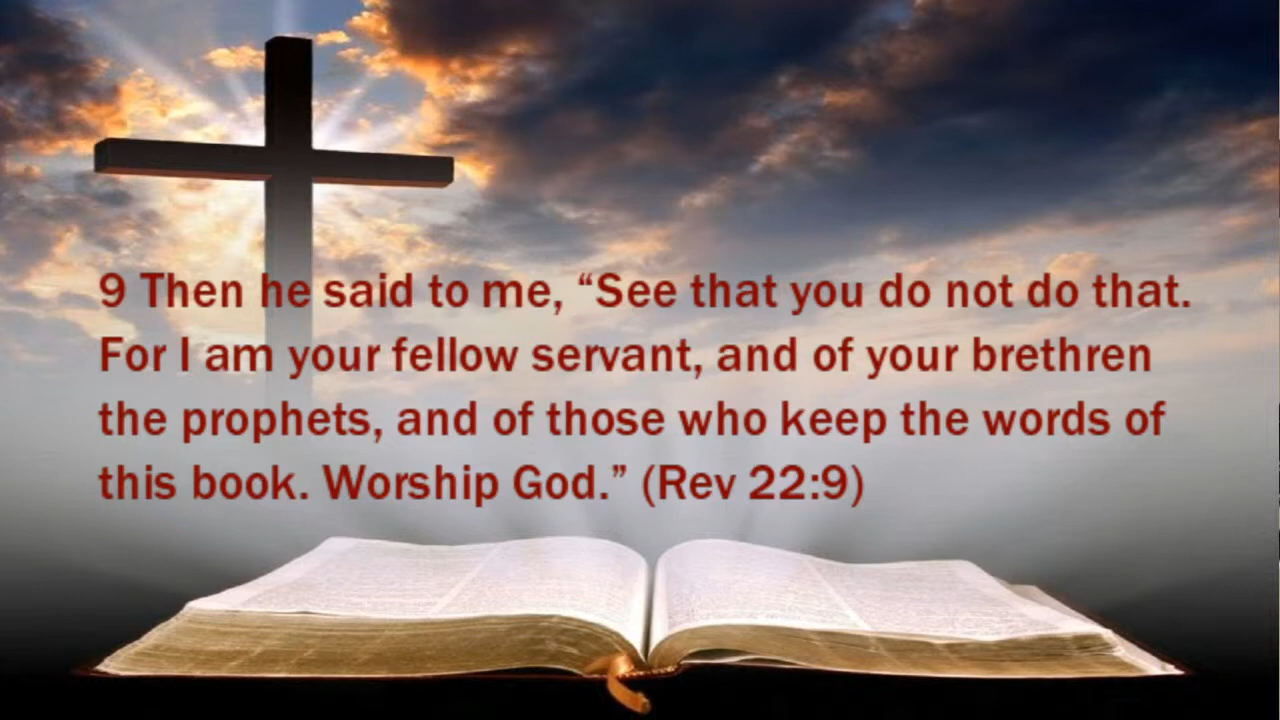 9 Then he said to me, “See that you do not do that.
For I am your fellow servant, and of your brethren
the prophets, and of those who keep the words of
this book. Worship God.” (Rev 22:9)